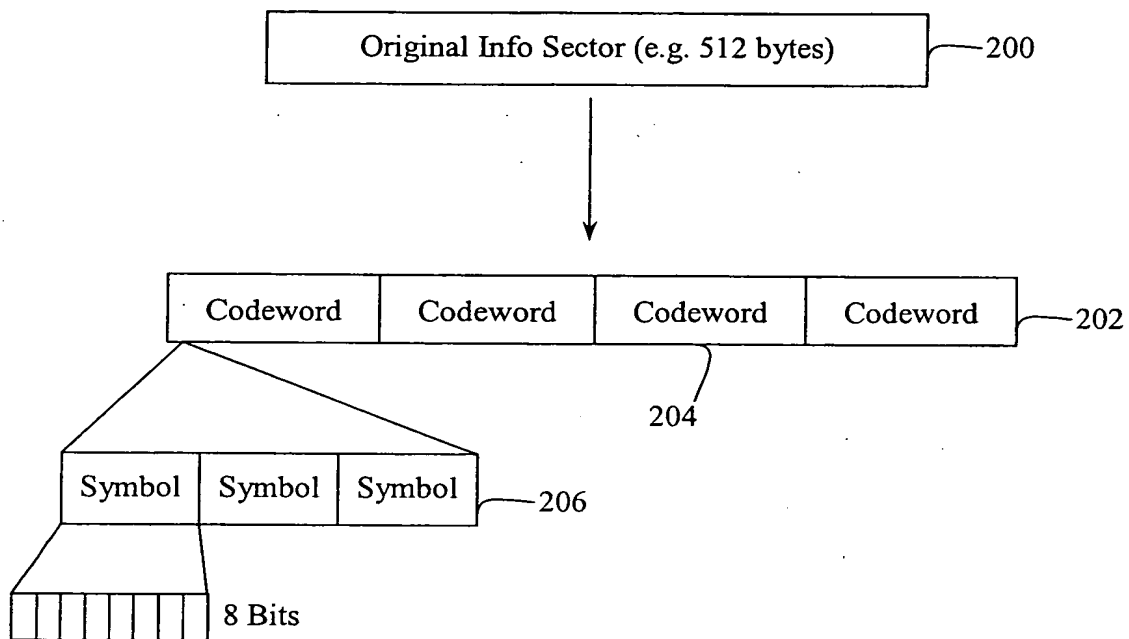 Original Info Sector (e.g. 512 bytes)
200
Codeword Codeword Codeword Codeword
202
204
Symbol Symbol Symbol
206
8 Bits